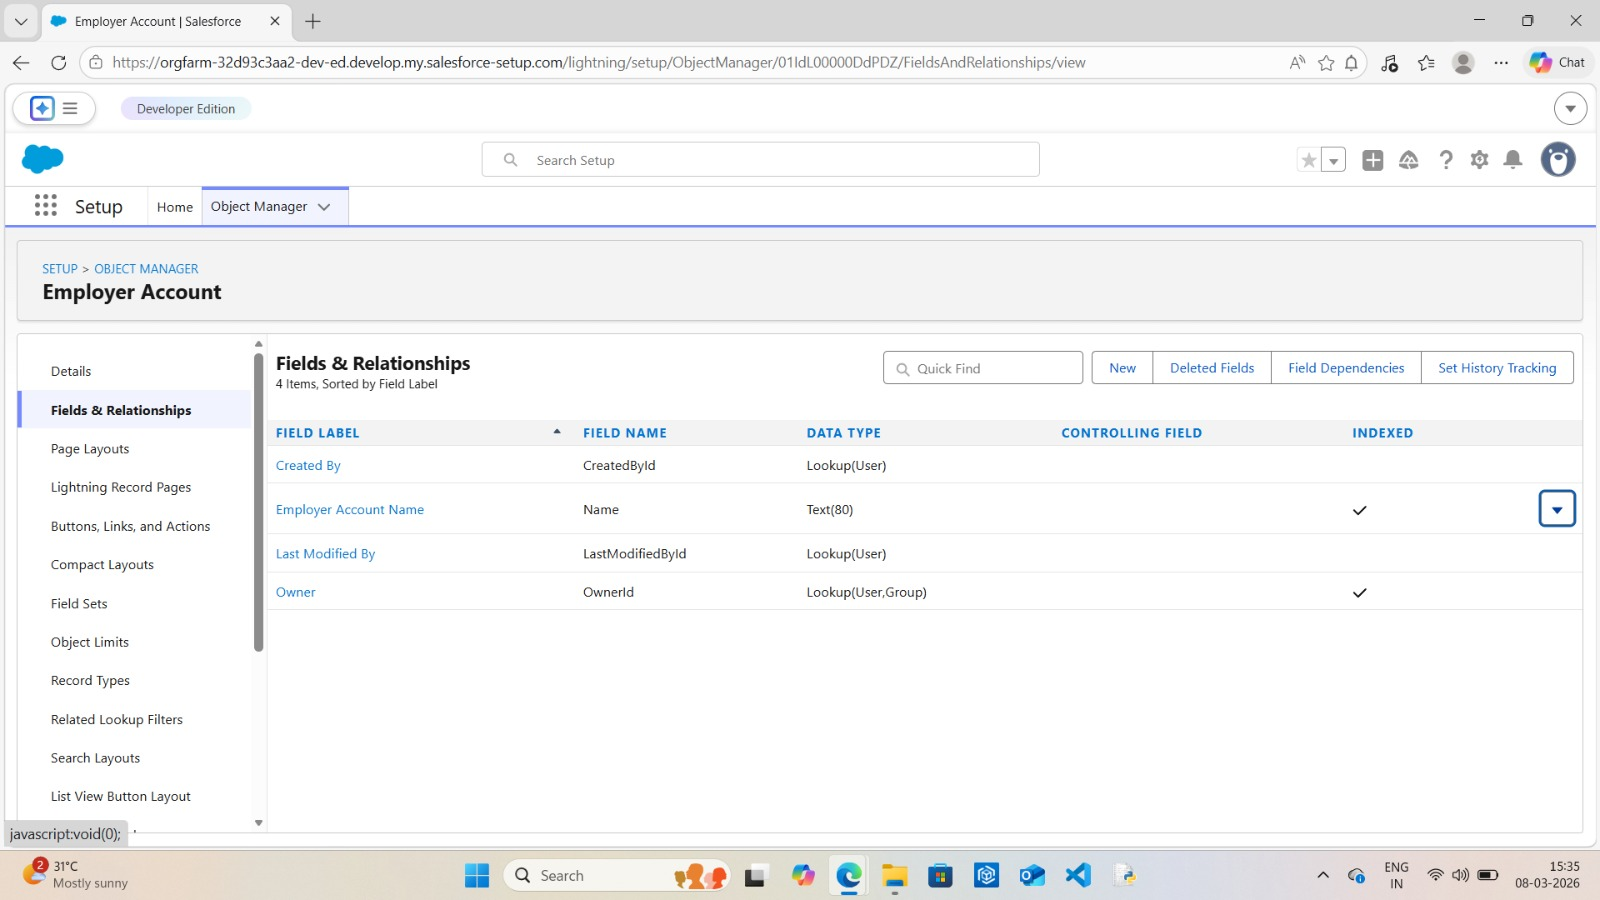 Employer Account | Salesforce
https://orgfarm-32d93c3aa2-dev-ed.develop.my.salesforce-setup.com/lightning/setup/ObjectManager/01IdL00000DdPDZ/FieldsAndRelationships/view
Chat
Developer Edition
Search Setup
Setup
Home
Object Manager
SETUP > OBJECT MANAGER
Employer Account
Details
Fields & Relationships
Page Layouts
Lightning Record Pages
Buttons, Links, and Actions
Compact Layouts
Field Sets
Object Limits
Record Types
Related Lookup Filters
Search Layouts
List View Button Layout
Fields & Relationships
4 Items, Sorted by Field Label
Quick Find
New
Deleted Fields
Field Dependencies
Set History Tracking
FIELD LABEL FIELD NAME DATA TYPE CONTROLLING FIELD INDEXED
Created By CreatedById Lookup(User)
Employer Account Name Name Text(80)
Last Modified By LastModifiedById Lookup(User)
Owner OwnerId Lookup(User,Group)
javascript:void(0);
2
31°C
Mostly sunny
Search
ENG
IN
15:35
08-03-2026